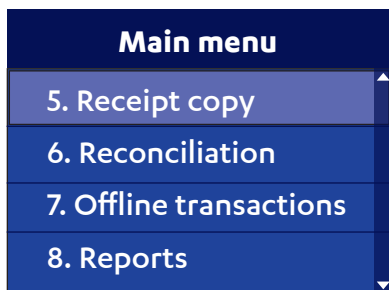 Main menu
5. Receipt copy
6. Reconciliation
7. Offline transactions
8. Reports